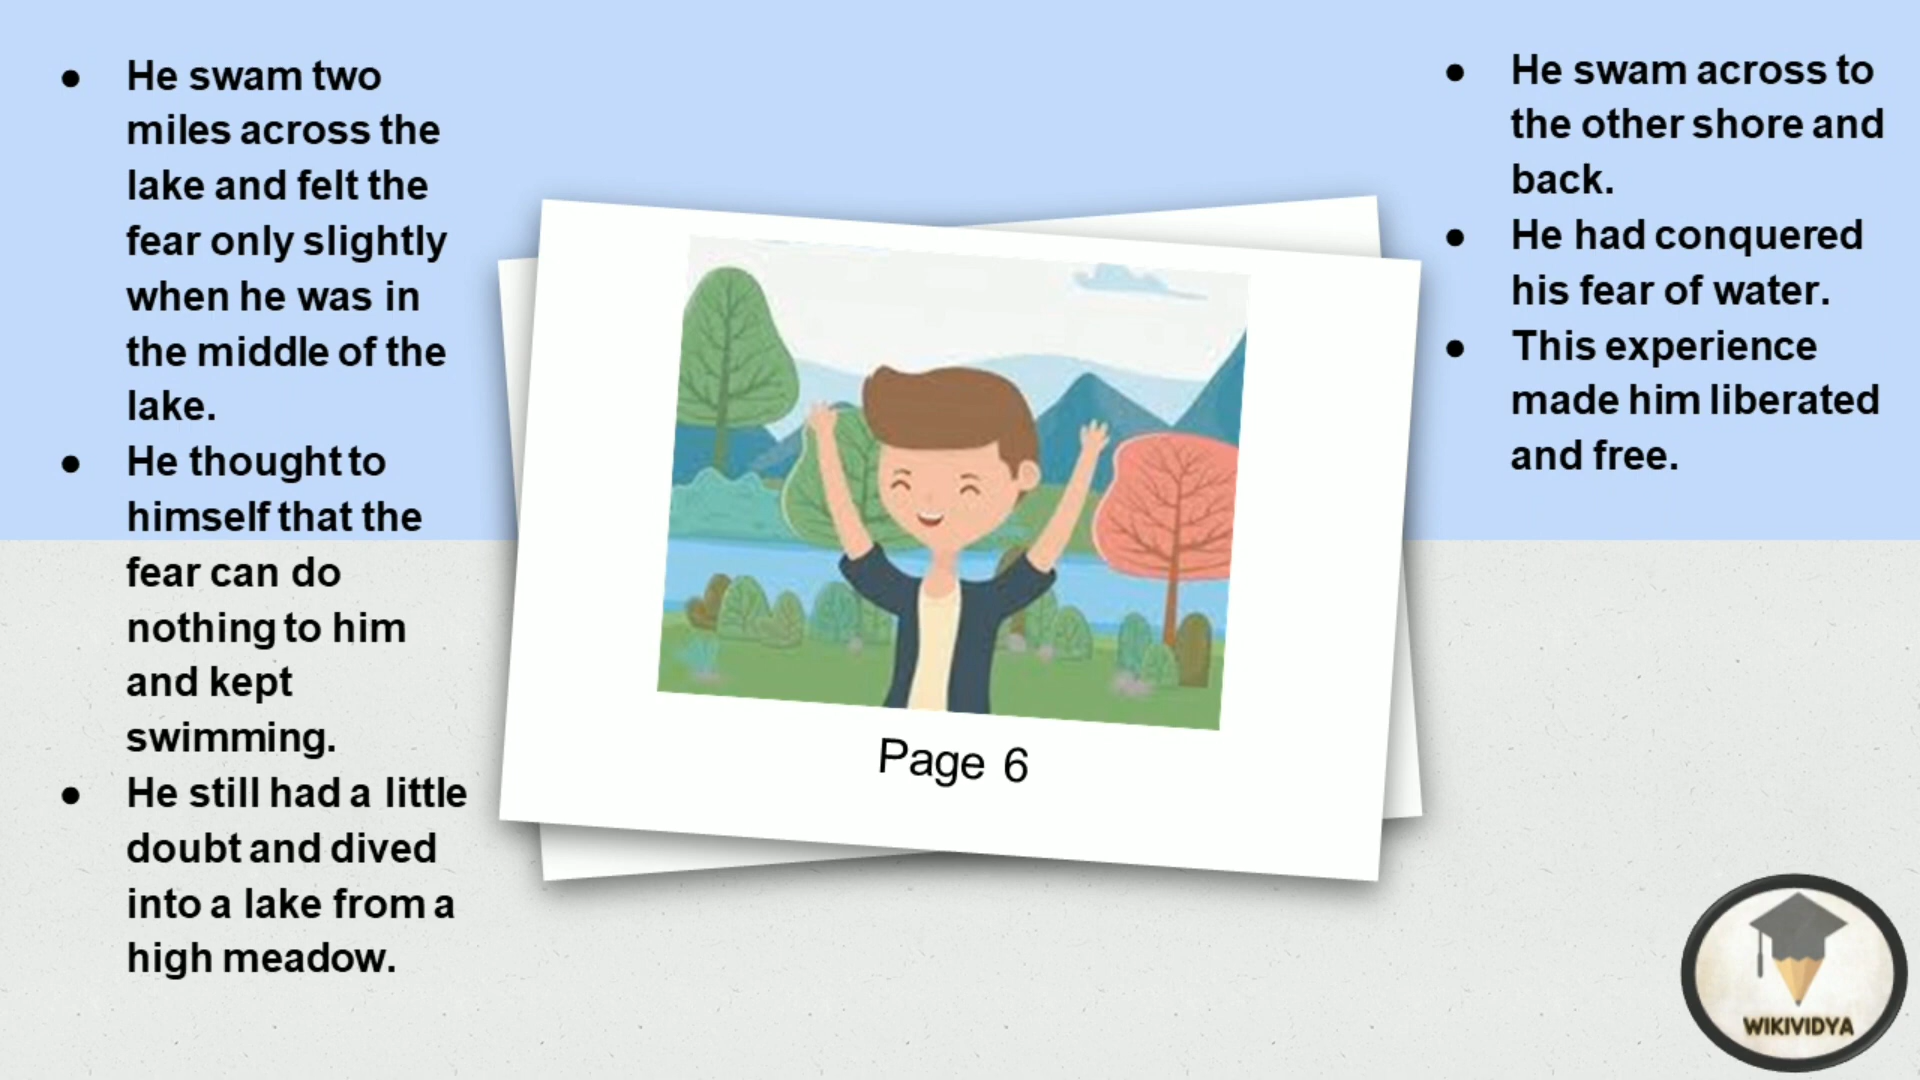 ● He swam two
miles across the
lake and felt the
fear only slightly
when he was in
the middle of the
lake.
● He thought to
himself that the
fear can do
nothing to him
and kept
swimming.
● He still had a little
doubt and dived
into a lake from a
high meadow.
Page 6
● He swam across to
the other shore and
back.
● He had conquered
his fear of water.
● This experience
made him liberated
and free.
WIKIVIDYA